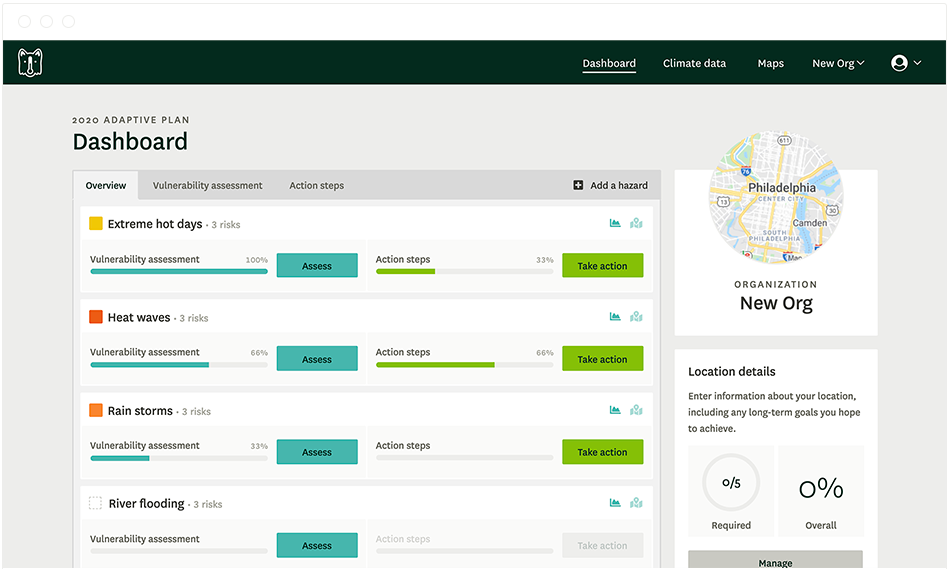 Dashboard Climate data Maps New Org
2020 ADAPTIVE PLAN
Dashboard
Overview Vulnerability assessment Action steps Add a hazard
Extreme hot days · 3 risks
Vulnerability assessment 100% Assess Action steps 33% Take action
Heat waves · 3 risks
Vulnerability assessment 66% Assess Action steps 66% Take action
Rain storms · 3 risks
Vulnerability assessment 33% Assess Action steps Take action
River flooding · 3 risks
Vulnerability assessment Assess Action steps Take action
611
76
Philadelphia
CENTER CITY
13
30
Camden
SOUTH
PHILADELPHIA
ORGANIZATION
New Org
Location details
Enter information about your location,
including any long-term goals you hope
to achieve.
0/5 0%
Required Overall
Manage